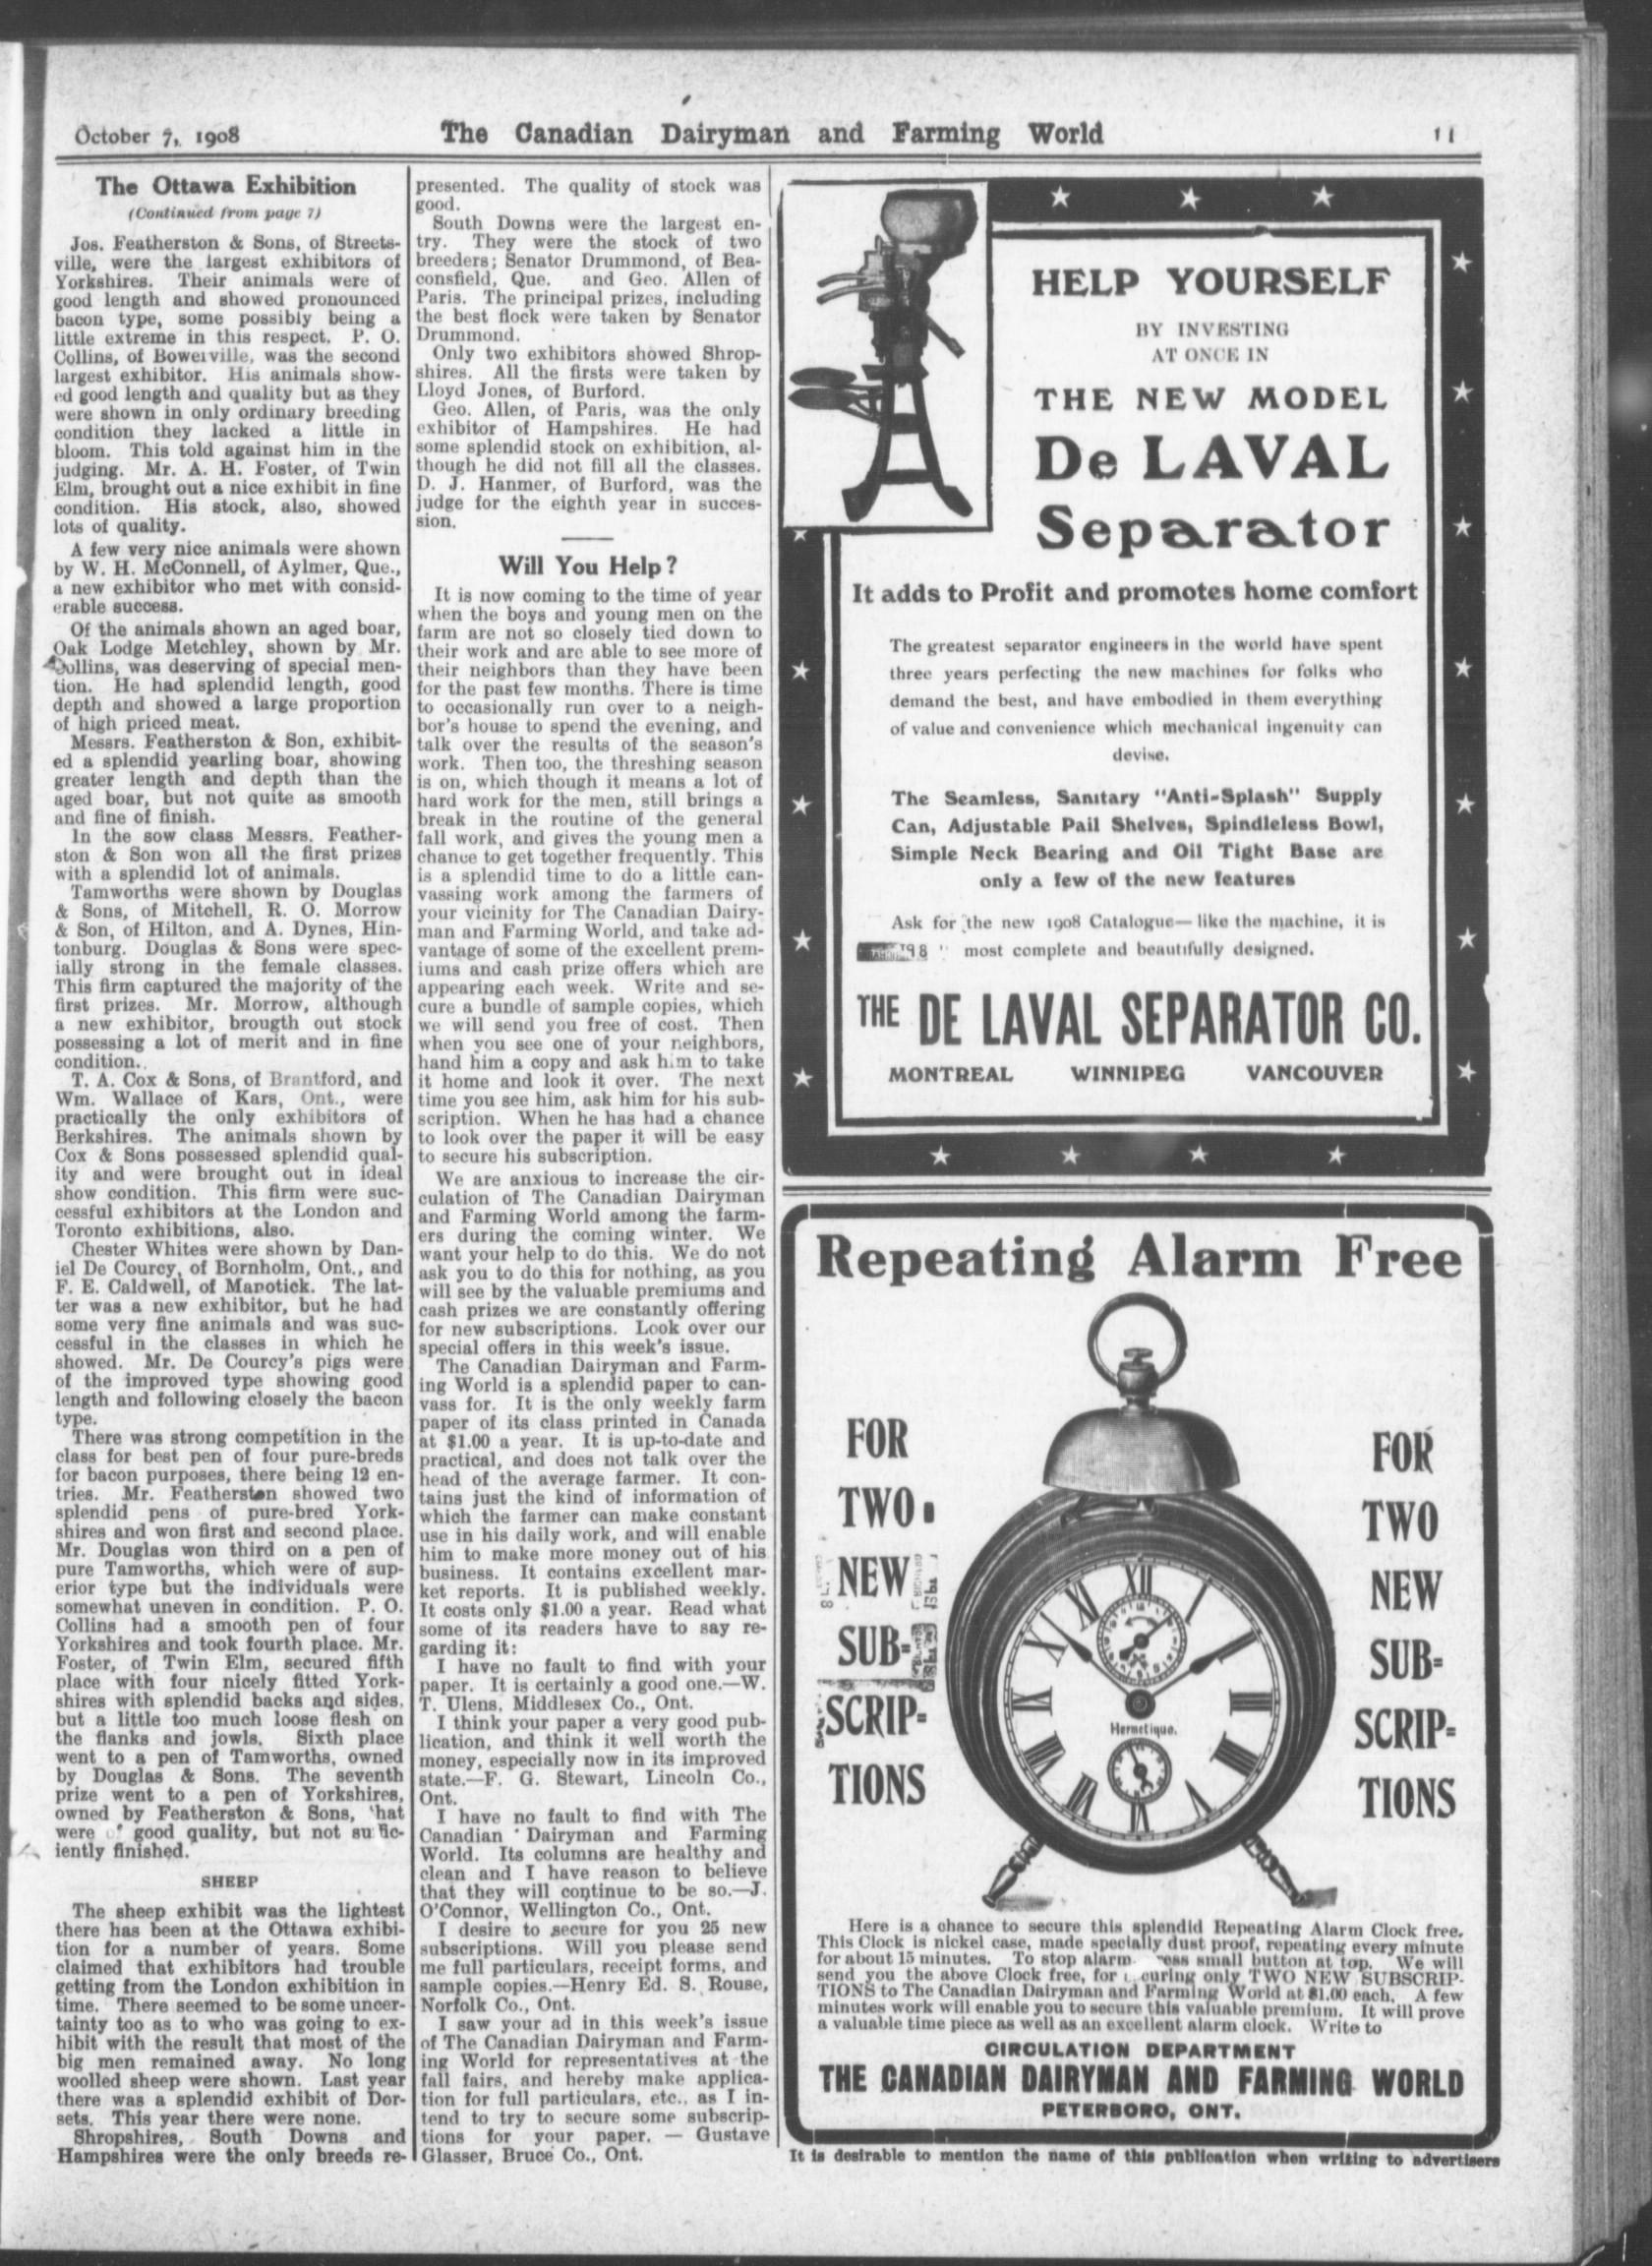 October 7, 1908
The Canadian Dairyman and Farming World
11
The Ottawa Exhibition
(Continued from page 7)
Jos. Featherston & Sons, of Streets-
ville, were the largest exhibitors of
Yorkshires. Their animals were of
good length and showed pronounced
bacon type, some possibly being a
little extreme in this respect. P. O.
Collins, of Bowerville, was the second
largest exhibitor. His animals show-
ed good length and quality but as they
were shown in only ordinary breeding
condition they lacked a little in
bloom. This told against him in the
judging. Mr. A. H. Foster, of Twin
Elm, brought out a nice exhibit in fine
condition. His stock, also, showed
lots of quality.
A few very nice animals were shown
by W. H. McConnell, of Aylmer, Que.,
a new exhibitor who met with consid-
erable success.
Of the animals shown an aged boar,
Oak Lodge Metchley, shown by Mr.
Collins, was deserving of special men-
tion. He had splendid length, good
depth and showed a large proportion
of high priced meat.
Messrs. Featherston & Son, exhibit-
ed a splendid yearling boar, showing
greater length and depth than the
aged boar, but not quite as smooth
and fine of finish.
In the sow class Messrs. Feather-
ston & Son won all the first prizes
with a splendid lot of animals.
Tamworths were shown by Douglas
& Sons, of Mitchell, R. O. Morrow
& Son, of Hilton, and A. Dynes, Hin-
tonburg. Douglas & Sons were spec-
ially strong in the female classes.
This firm captured the majority of the
first prizes. Mr. Morrow, although
a new exhibitor, brougth out stock
possessing a lot of merit and in fine
condition.
T. A. Cox & Sons, of Brantford, and
Wm. Wallace of Kars, Ont., were
practically the only exhibitors of
Berkshires. The animals shown by
Cox & Sons possessed splendid qual-
ity and were brought out in ideal
show condition. This firm were suc-
cessful exhibitors at the London and
Toronto exhibitions, also.
Chester Whites were shown by Dan-
iel De Courcy, of Bornholm, Ont., and
F. E. Caldwell, of Manotick. The lat-
ter was a new exhibitor, but he had
some very fine animals and was suc-
cessful in the classes in which he
showed. Mr. De Courcy's pigs were
of the improved type showing good
length and following closely the bacon
type.
There was strong competition in the
class for best pen of four pure-breds
for bacon purposes, there being 12 en-
tries. Mr. Featherston showed two
splendid pens of pure-bred York-
shires and won first and second place.
Mr. Douglas won third on a pen of
pure Tamworths, which were of sup-
erior type but the individuals were
somewhat uneven in condition. P. O.
Collins had a smooth pen of four
Yorkshires and took fourth place. Mr.
Foster, of Twin Elm, secured fifth
place with four nicely fitted York-
shires with splendid backs and sides,
but a little too much loose flesh on
the flanks and jowls. Sixth place
went to a pen of Tamworths, owned
by Douglas & Sons. The seventh
prize went to a pen of Yorkshires,
owned by Featherston & Sons, that
were of good quality, but not suffic-
iently finished.
SHEEP
The sheep exhibit was the lightest
there has been at the Ottawa exhibi-
tion for a number of years. Some
claimed that exhibitors had trouble
getting from the London exhibition in
time. There seemed to be some uncer-
tainty too as to who was going to ex-
hibit with the result that most of the
big men remained away. No long
woolled sheep were shown. Last year
there was a splendid exhibit of Dor-
sets. This year there were none.
Shropshires, South Downs and
Hampshires were the only breeds re-
presented. The quality of stock was
good.
South Downs were the largest en-
try. They were the stock of two
breeders; Senator Drummond, of Bea-
consfield, Que. and Geo. Allen of
Paris. The principal prizes, including
the best flock were taken by Senator
Drummond.
Only two exhibitors showed Shrop-
shires. All the firsts were taken by
Lloyd Jones, of Burford.
Geo. Allen, of Paris, was the only
exhibitor of Hampshires. He had
some splendid stock on exhibition, al-
though he did not fill all the classes.
D. J. Hanmer, of Burford, was the
judge for the eighth year in succes-
sion.
Will You Help?
It is now coming to the time of year
when the boys and young men on the
farm are not so closely tied down to
their work and are able to see more of
their neighbors than they have been
for the past few months. There is time
to occasionally run over to a neigh-
bor's house to spend the evening, and
talk over the results of the season's
work. Then too, the threshing season
is on, which though it means a lot of
hard work for the men, still brings a
break in the routine of the general
fall work, and gives the young men a
chance to get together frequently. This
is a splendid time to do a little can-
vassing work among the farmers of
your vicinity for The Canadian Dairy-
man and Farming World, and take ad-
vantage of some of the excellent prem-
iums and cash prize offers which are
appearing each week. Write and se-
cure a bundle of sample copies, which
we will send you free of cost. Then
when you see one of your neighbors,
hand him a copy and ask him to take
it home and look it over. The next
time you see him, ask him for his sub-
scription. When he has had a chance
to look over the paper it will be easy
to secure his subscription.
We are anxious to increase the cir-
culation of The Canadian Dairyman
and Farming World among the farm-
ers during the coming winter. We
want your help to do this. We do not
ask you to do this for nothing, as you
will see by the valuable premiums and
cash prizes we are constantly offering
for new subscriptions. Look over our
special offers in this week's issue.
The Canadian Dairyman and Farm-
ing World is a splendid paper to can-
vass for. It is the only weekly farm
paper of its class printed in Canada
at $1.00 a year. It is up-to-date and
practical, and does not talk over the
head of the average farmer. It con-
tains just the kind of information of
which the farmer can make constant
use in his daily work, and will enable
him to make more money out of his
business. It contains excellent mar-
ket reports. It is published weekly.
It costs only $1.00 a year. Read what
some of its readers have to say re-
garding it:
I have no fault to find with your
paper. It is certainly a good one.—W.
T. Ulens, Middlesex Co., Ont.
I think your paper a very good pub-
lication, and think it well worth the
money, especially now in its improved
state.—F. G. Stewart, Lincoln Co.,
Ont.
I have no fault to find with The
Canadian Dairyman and Farming
World. Its columns are healthy and
clean and I have reason to believe
that they will continue to be so.—J.
O'Connor, Wellington Co., Ont.
I desire to secure for you 25 new
subscriptions. Will you please send
me full particulars, receipt forms, and
sample copies.—Henry Ed. S. Rouse,
Norfolk Co., Ont.
I saw your ad in this week's issue
of The Canadian Dairyman and Farm-
ing World for representatives at the
fall fairs, and hereby make applica-
tion for full particulars, etc., as I in-
tend to try to secure some subscrip-
tions for your paper. — Gustave
Glasser, Bruce Co., Ont.
HELP YOURSELF
BY INVESTING
AT ONCE IN
THE NEW MODEL
De LAVAL
Separator
It adds to Profit and promotes home comfort
The greatest separator engineers in the world have spent
three years perfecting the new machines for folks who
demand the best, and have embodied in them everything
of value and convenience which mechanical ingenuity can
devise.
The Seamless, Sanitary "Anti-Splash" Supply
Can, Adjustable Pail Shelves, Spindleless Bowl,
Simple Neck Bearing and Oil Tight Base are
only a few of the new features
Ask for the new 1908 Catalogue—like the machine, it is
most complete and beautifully designed.
THE DE LAVAL SEPARATOR CO.
MONTREAL WINNIPEG VANCOUVER
Repeating Alarm Free
FOR
TWO
NEW
SUB-
SCRIP-
TIONS
Hermetique.
FOR
TWO
NEW
SUB-
SCRIP-
TIONS
Here is a chance to secure this splendid Repeating Alarm Clock free.
This Clock is nickel case, made specially dust proof, repeating every minute
for about 15 minutes. To stop alarm small button at top. We will
send you the above Clock free, for securing only TWO NEW SUBSCRIP-
TIONS to The Canadian Dairyman and Farming World at $1.00 each. A few
minutes work will enable you to secure this valuable premium. It will prove
a valuable time piece as well as an excellent alarm clock. Write to
CIRCULATION DEPARTMENT
THE CANADIAN DAIRYMAN AND FARMING WORLD
PETERBORO, ONT.
It is desirable to mention the name of this publication when writing to advertisers